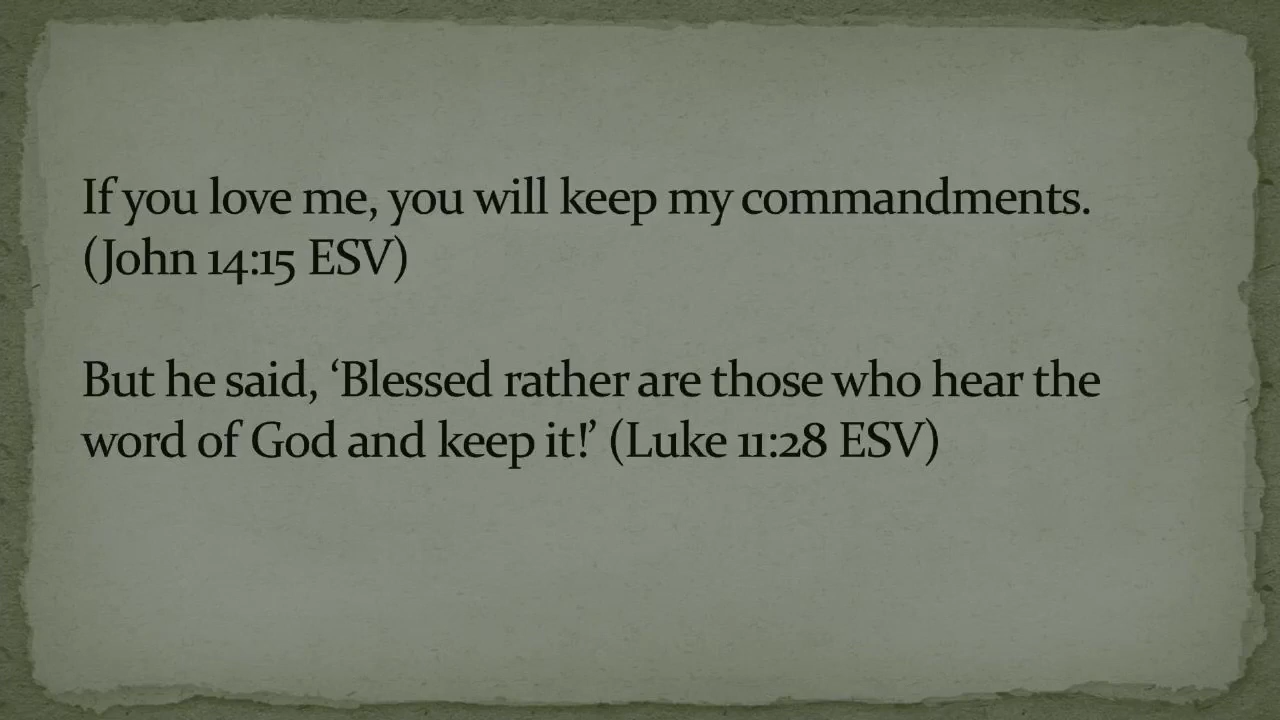 If you love me, you will keep my commandments.
(John 14:15 ESV)
But he said, ‘Blessed rather are those who hear the
word of God and keep it!’ (Luke 11:28 ESV)